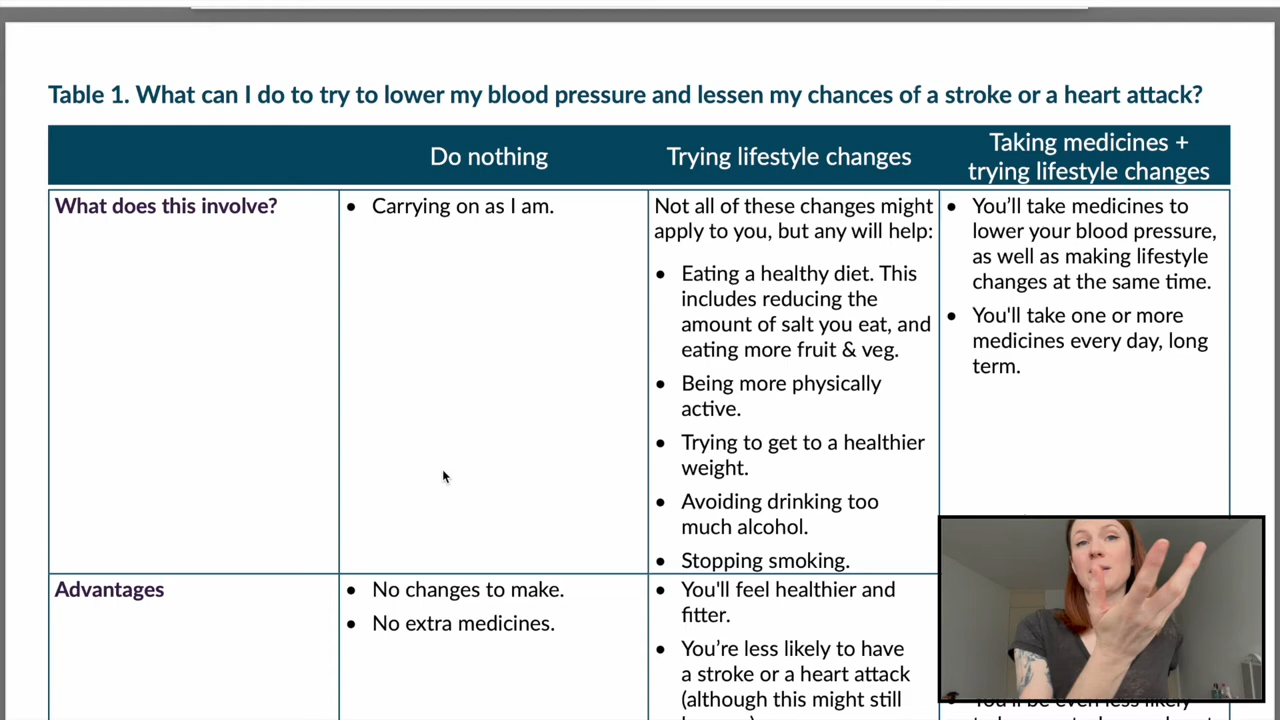 Table 1. What can I do to try to lower my blood pressure and lessen my chances of a stroke or a heart attack?
Do nothing
Trying lifestyle changes
Taking medicines +
trying lifestyle changes
What does this involve?
• Carrying on as I am.
Not all of these changes might
apply to you, but any will help:
• Eating a healthy diet. This
includes reducing the
amount of salt you eat, and
eating more fruit & veg.
• Being more physically
active.
• Trying to get to a healthier
weight.
• Avoiding drinking too
much alcohol.
• Stopping smoking.
• You’ll take medicines to
lower your blood pressure,
as well as making lifestyle
changes at the same time.
• You'll take one or more
medicines every day, long
term.
Advantages
• No changes to make.
• No extra medicines.
• You'll feel healthier and
fitter.
• You’re less likely to have
a stroke or a heart attack
(although this might still